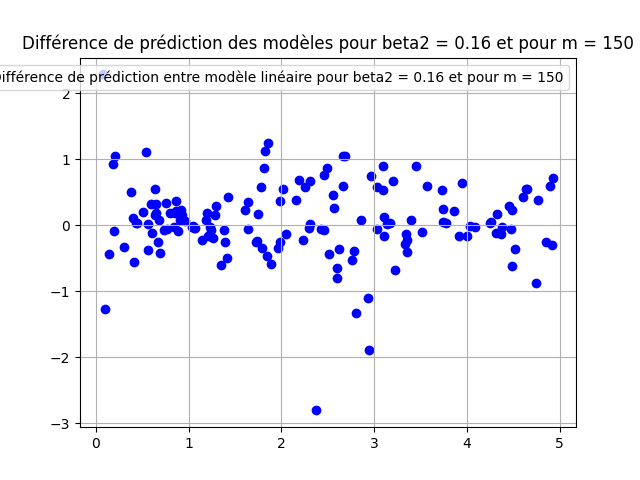 Différence de prédiction des modèles pour beta2 = 0.16 et pour m = 150
ifférence de prédiction entre modèle linéaire pour beta2 = 0.16 et pour m = 150
2
1
0
−1
−2
−3
0 1 2 3 4 5